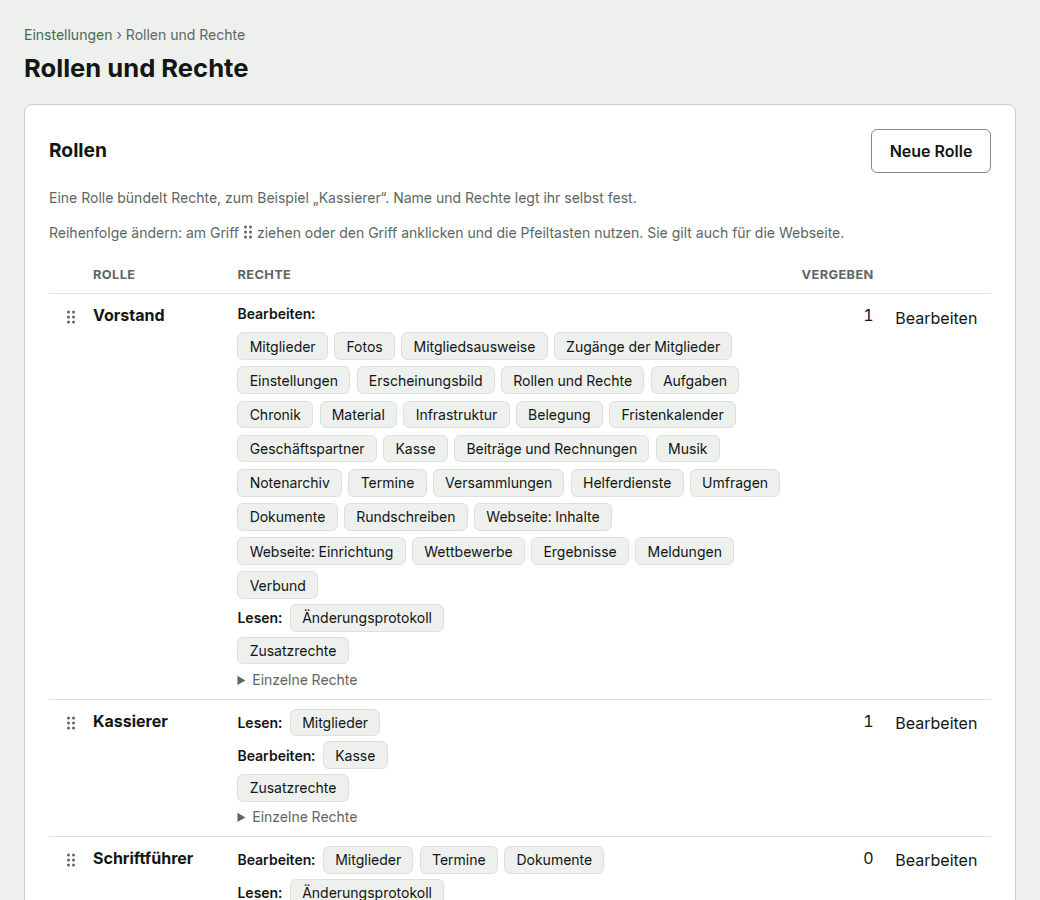 Einstellungen › Rollen und Rechte
Rollen und Rechte
Rollen
Neue Rolle
Eine Rolle bündelt Rechte, zum Beispiel „Kassierer“. Name und Rechte legt ihr selbst fest.
Reihenfolge ändern: am Griff ⠿ ziehen oder den Griff anklicken und die Pfeiltasten nutzen. Sie gilt auch für die Webseite.
ROLLE RECHTE VERGEBEN
Vorstand Bearbeiten: 1 Bearbeiten
Mitglieder Fotos Mitgliedsausweise Zugänge der Mitglieder
Einstellungen Erscheinungsbild Rollen und Rechte Aufgaben
Chronik Material Infrastruktur Belegung Fristenkalender
Geschäftspartner Kasse Beiträge und Rechnungen Musik
Notenarchiv Termine Versammlungen Helferdienste Umfragen
Dokumente Rundschreiben Webseite: Inhalte
Webseite: Einrichtung Wettbewerbe Ergebnisse Meldungen
Verbund
Lesen: Änderungsprotokoll
Zusatzrechte
▶ Einzelne Rechte
Kassierer Lesen: Mitglieder 1 Bearbeiten
Bearbeiten: Kasse
Zusatzrechte
▶ Einzelne Rechte
Schriftführer Bearbeiten: Mitglieder Termine Dokumente 0 Bearbeiten
Lesen: Änderungsprotokoll